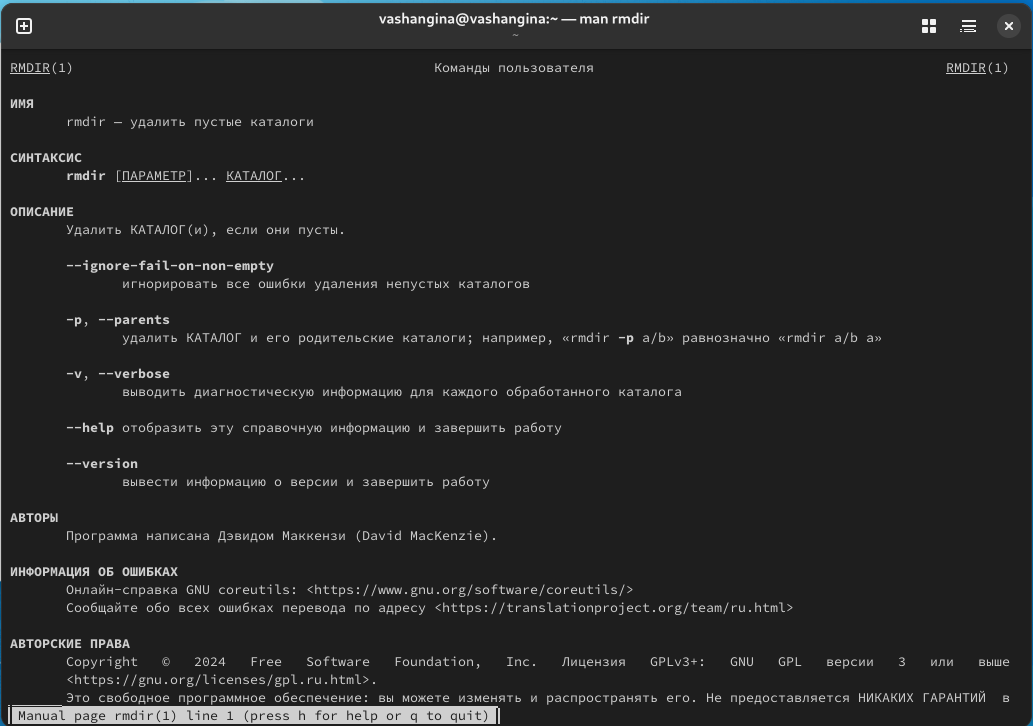 vashangina@vashangina:~ — man rmdir
~
RMDIR(1) Команды пользователя RMDIR(1)
ИМЯ
rmdir — удалить пустые каталоги
СИНТАКСИС
rmdir [ПАРАМЕТР]... КАТАЛОГ...
ОПИСАНИЕ
Удалить КАТАЛОГ(и), если они пусты.
--ignore-fail-on-non-empty
игнорировать все ошибки удаления непустых каталогов
-p, --parents
удалить КАТАЛОГ и его родительские каталоги; например, «rmdir -p a/b» равнозначно «rmdir a/b a»
-v, --verbose
выводить диагностическую информацию для каждого обработанного каталога
--help отобразить эту справочную информацию и завершить работу
--version
вывести информацию о версии и завершить работу
АВТОРЫ
Программа написана Дэвидом Маккензи (David MacKenzie).
ИНФОРМАЦИЯ ОБ ОШИБКАХ
Онлайн-справка GNU coreutils: <https://www.gnu.org/software/coreutils/>
Сообщайте обо всех ошибках перевода по адресу <https://translationproject.org/team/ru.html>
АВТОРСКИЕ ПРАВА
Copyright © 2024 Free Software Foundation, Inc. Лицензия GPLv3+: GNU GPL версии 3 или выше
<https://gnu.org/licenses/gpl.ru.html>.
Это свободное программное обеспечение: вы можете изменять и распространять его. Не предоставляется НИКАКИХ ГАРАНТИЙ в
Manual page rmdir(1) line 1 (press h for help or q to quit)